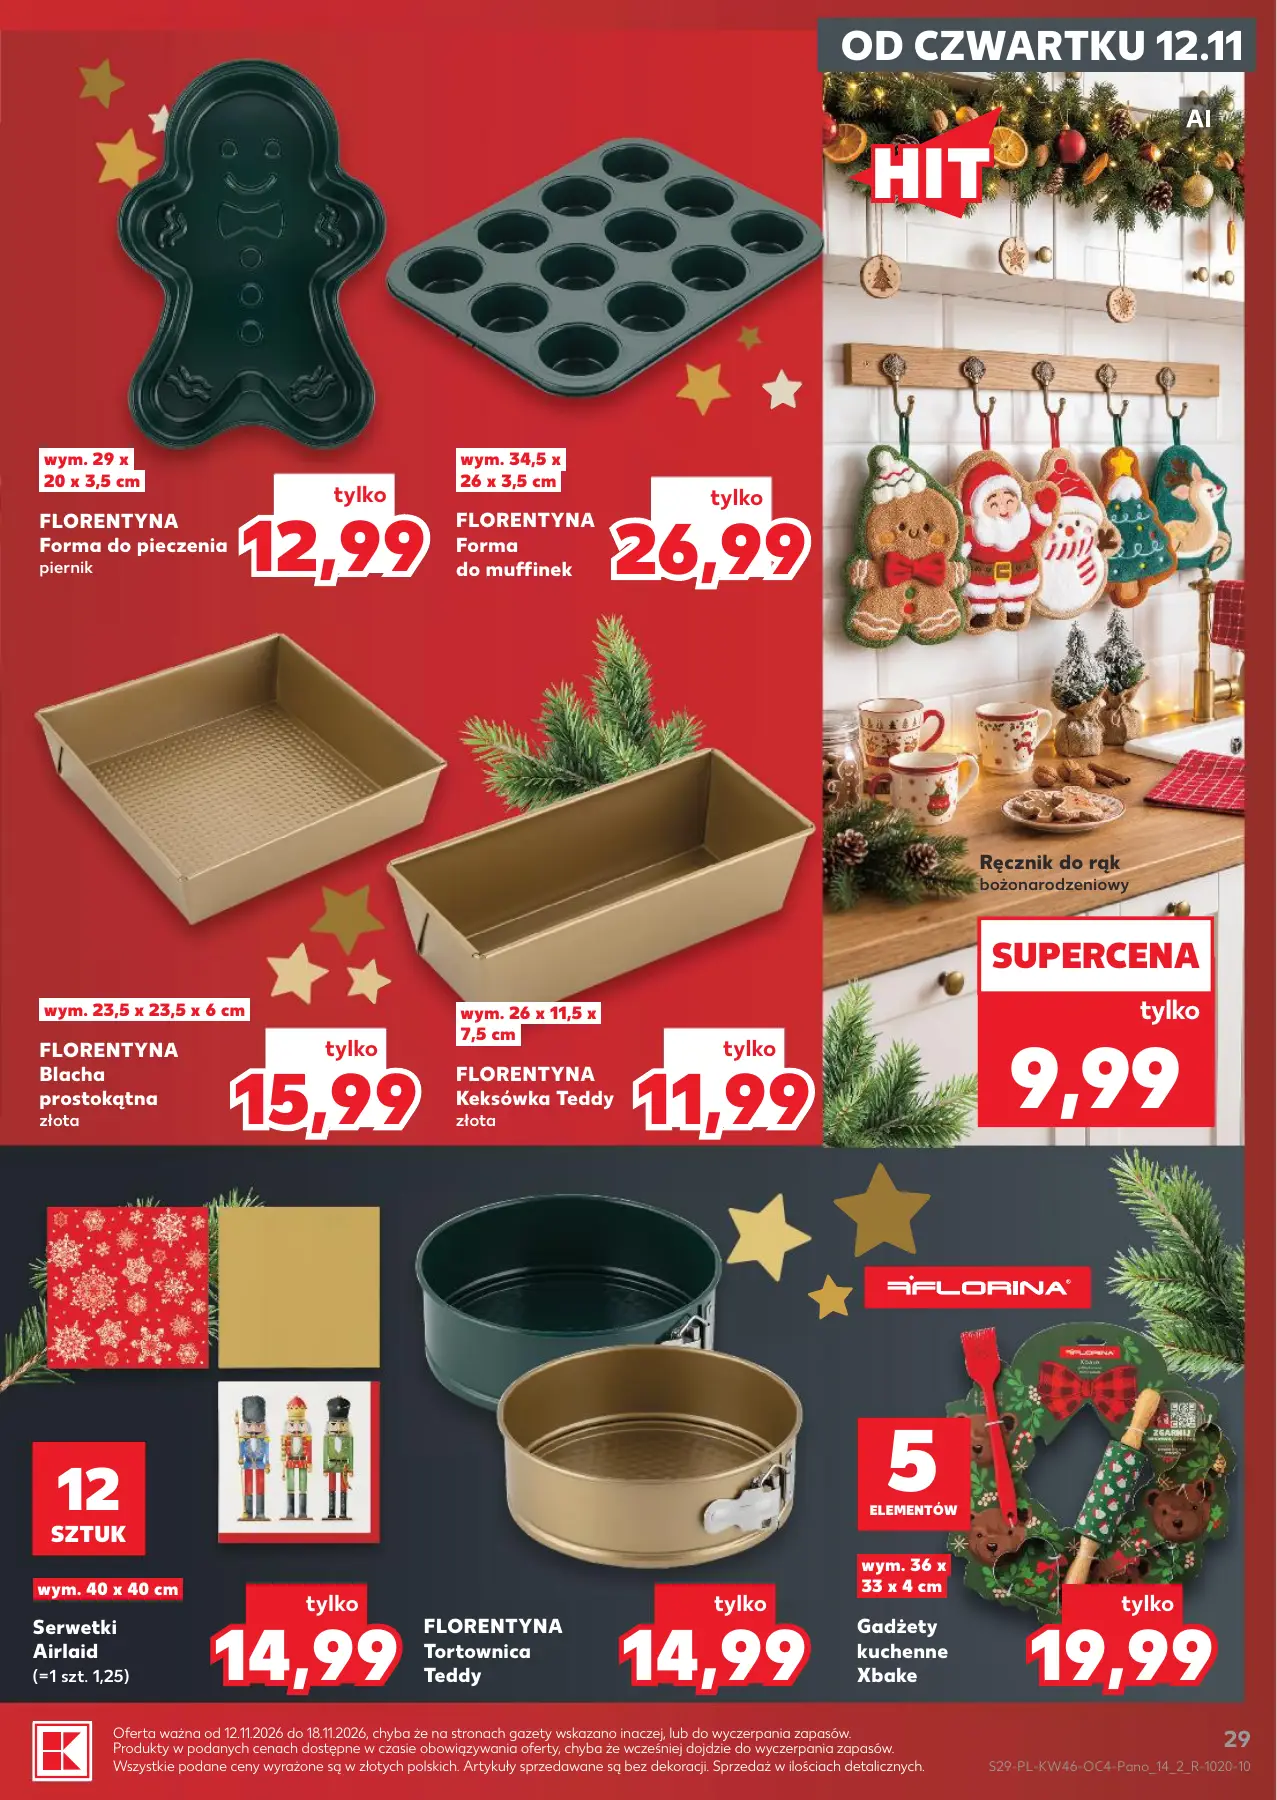 OD CZWARTKU 12.11
AI
HIT
wym. 29 x
20 x 3,5 cm
tylko
FLORENTYNA
Forma do pieczenia
piernik
12,99
wym. 34,5 x
26 x 3,5 cm
tylko
FLORENTYNA
Forma
do muffinek
26,99
Ręcznik do rąk
bożonarodzeniowy
SUPERCENA
tylko
9,99
wym. 23,5 x 23,5 x 6 cm
tylko
FLORENTYNA
Blacha
prostokątna
złota
15,99
wym. 26 x 11,5 x
7,5 cm
tylko
FLORENTYNA
Keksówka Teddy
złota
11,99
12
SZTUK
wym. 40 x 40 cm
tylko
Serwetki
Airlaid
(=1 szt. 1,25)
14,99
tylko
FLORENTYNA
Tortownica
Teddy
14,99
FLORINA®
FLORINA
Xbake
ZGARNIJ
5
ELEMENTÓW
wym. 36 x
33 x 4 cm
tylko
Gadżety
kuchenne
Xbake
19,99
Oferta ważna od 12.11.2026 do 18.11.2026, chyba że na stronach gazety wskazano inaczej, lub do wyczerpania zapasów.
Produkty w podanych cenach dostępne w czasie obowiązywania oferty, chyba że wcześniej dojdzie do wyczerpania zapasów.
Wszystkie podane ceny wyrażone są w złotych polskich. Artykuły sprzedawane są bez dekoracji. Sprzedaż w ilościach detalicznych.
29
S29-PL-KW46-OC4-Pano_14_2_R-1020-10